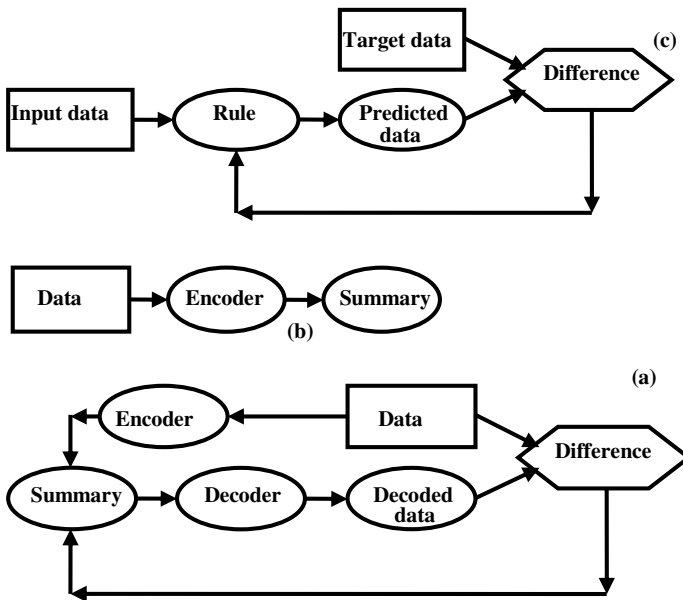 Target data
(c)
Difference
Input data
Rule
Predicted
data
Data
Encoder
Summary
(b)
(a)
Encoder
Data
Difference
Summary
Decoder
Decoded
data